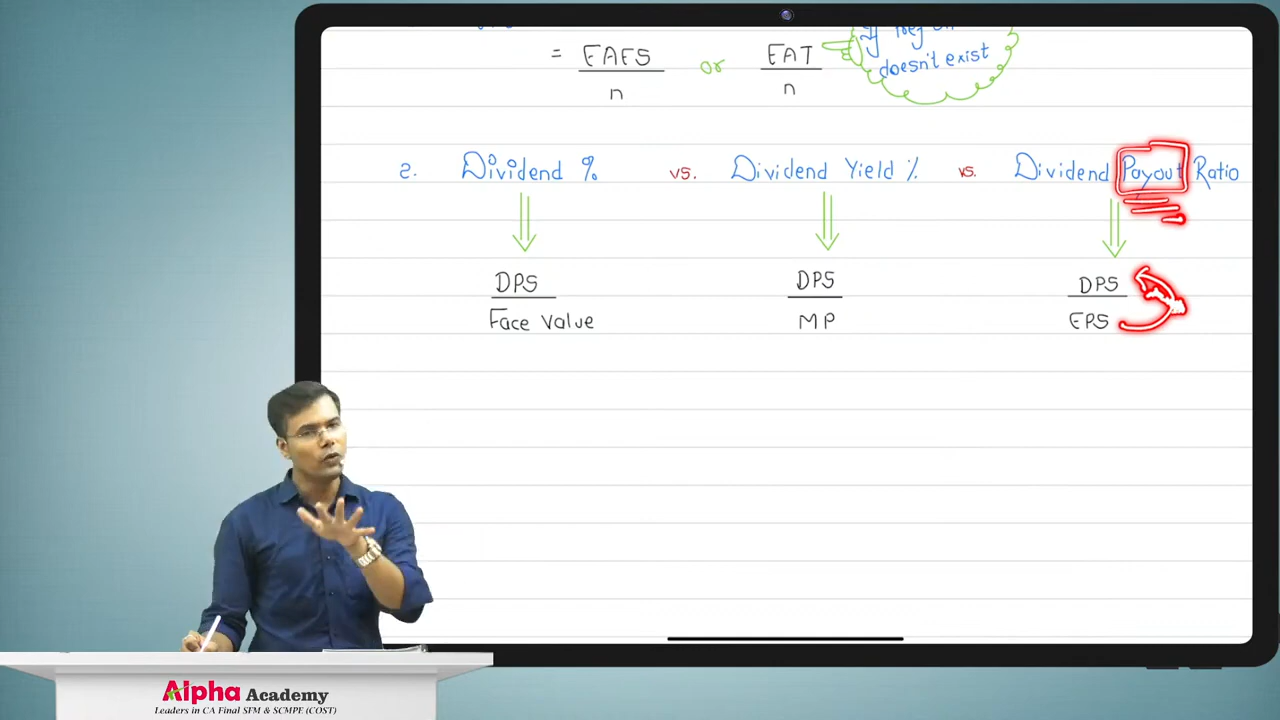 doesn't exist
= EAFS or EAT
n n
2. Dividend % vs. Dividend Yield % vs. Dividend Payout Ratio
DPS DPS DPS
Face Value MP EPS
Alpha Academy
Leaders in CA Final SFM & SCMPE (COST)